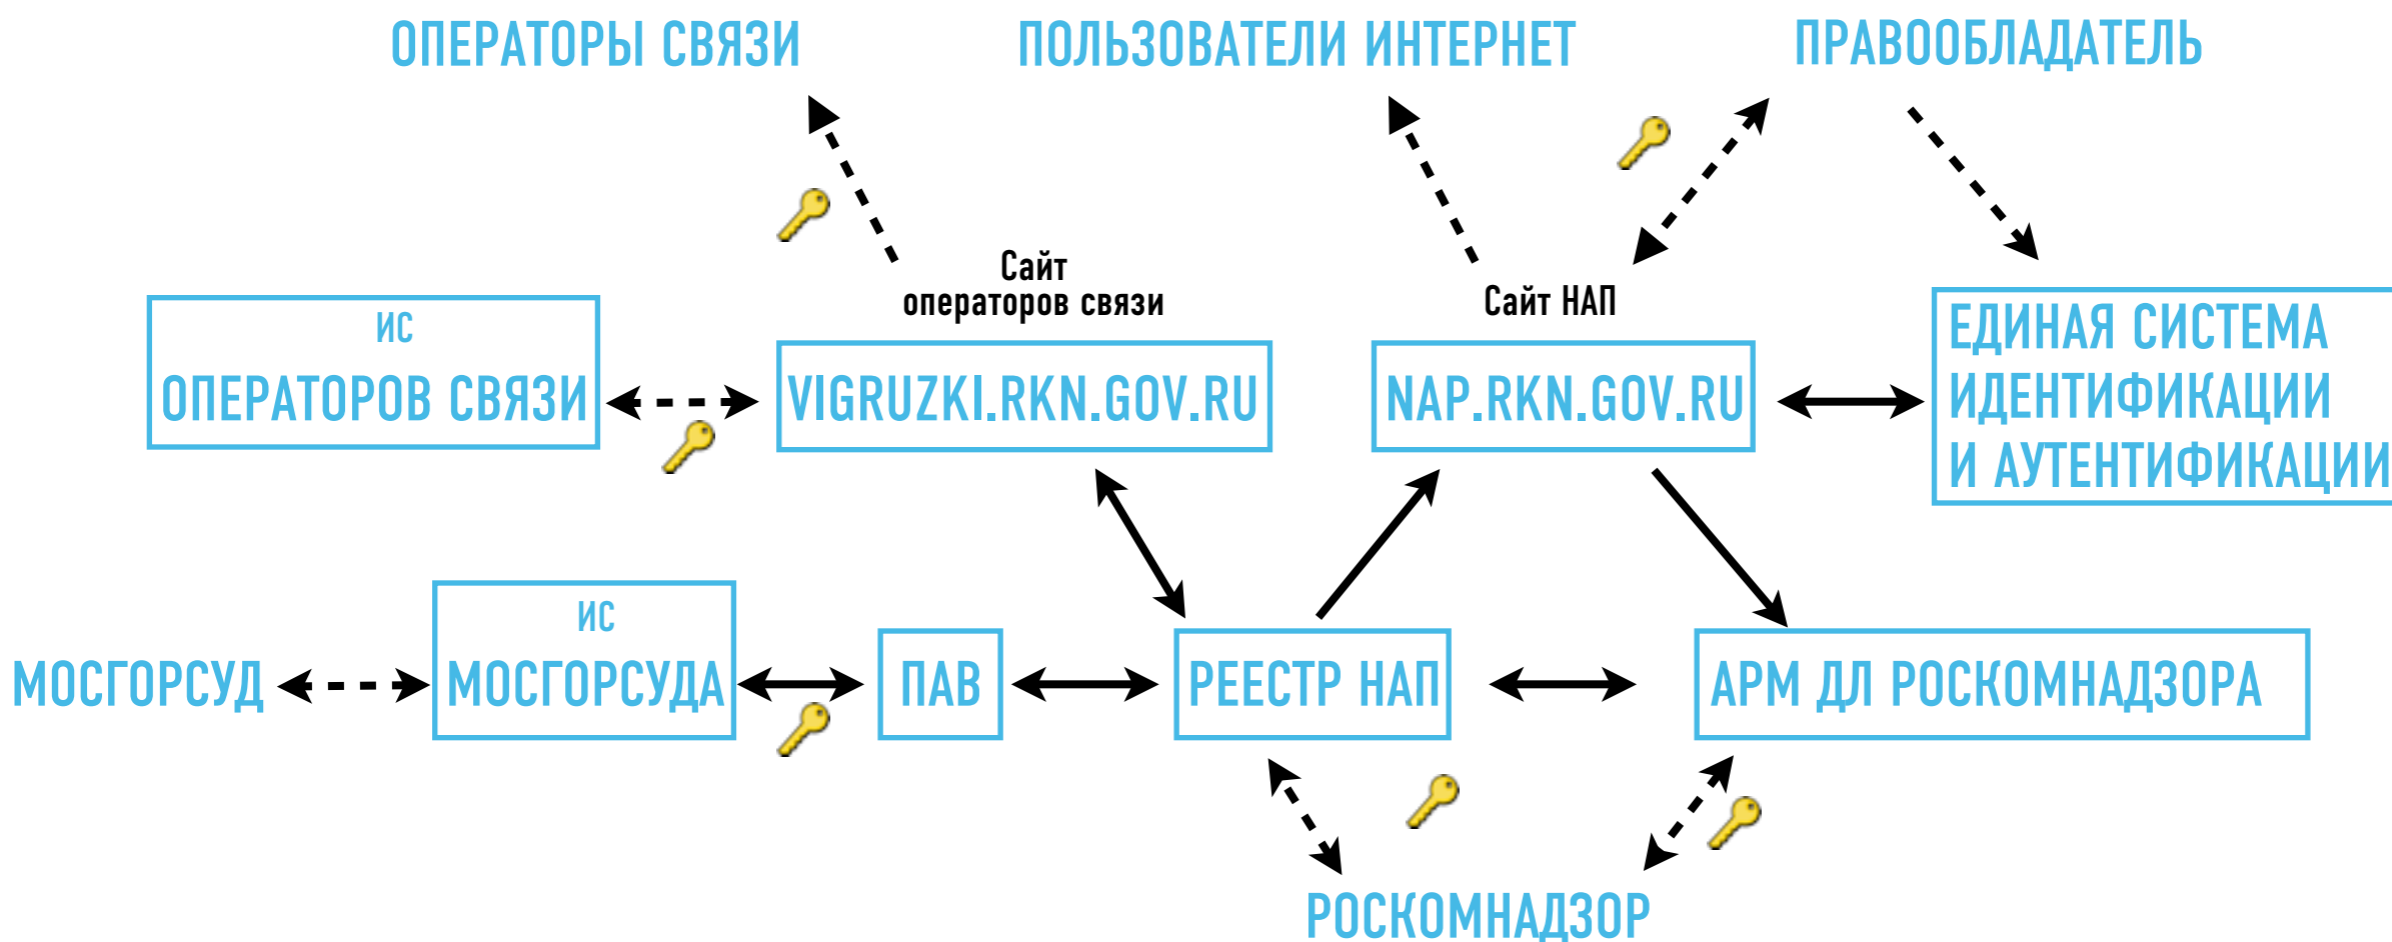 ОПЕРАТОРЫ СВЯЗИ
ПОЛЬЗОВАТЕЛИ ИНТЕРНЕТ
ПРАВООБЛАДАТЕЛЬ
Сайт
операторов связи
Сайт НАП
ИС
ОПЕРАТОРОВ СВЯЗИ
VIGRUZKI.RKN.GOV.RU
NAP.RKN.GOV.RU
ЕДИНАЯ СИСТЕМА
ИДЕНТИФИКАЦИИ
И АУТЕНТИФИКАЦИИ
МОСГОРСУД
ИС
МОСГОРСУДА
ПАВ
РЕЕСТР НАП
АРМ ДЛ РОСКОМНАДЗОРА
РОСКОМНАДЗОР